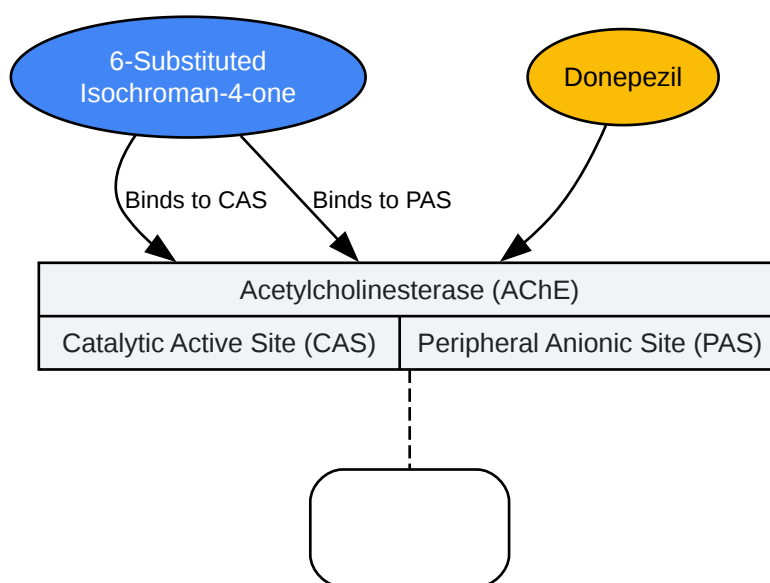 6-Substituted
Isochroman-4-one
Donepezil
Binds to CAS
Binds to PAS
Acetylcholinesterase (AChE)
Catalytic Active Site (CAS)
Peripheral Anionic Site (PAS)